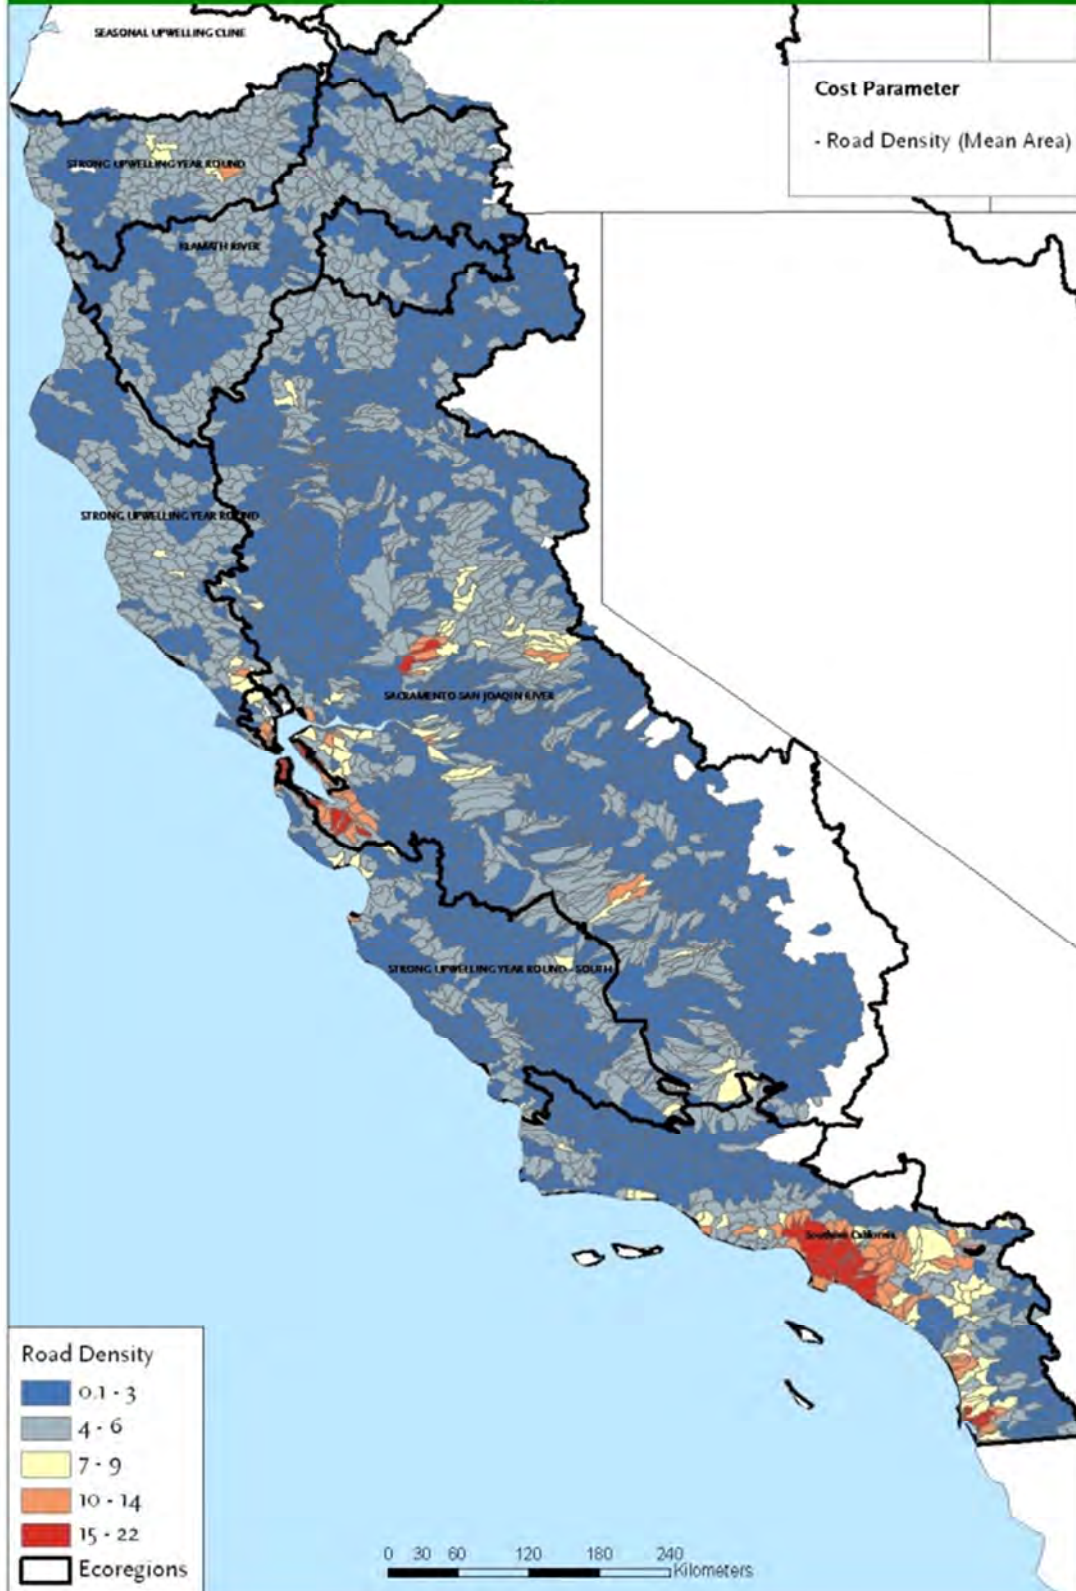 SEASONAL UPWELLING CLINE
Cost Parameter
- Road Density (Mean Area)
STRONG UPWELLING YEAR ROUND
KLAMATH RIVER
STRONG UPWELLING YEAR ROUND
SACRAMENTO SAN JOAQIN RIVER
STRONG UPWELLING YEAR ROUND - SOUTH
Southern California
Road Density
0.1 - 3
4 - 6
7 - 9
10 - 14
15 - 22
Ecoregions
0 30 60 120 180 240
Kilometers